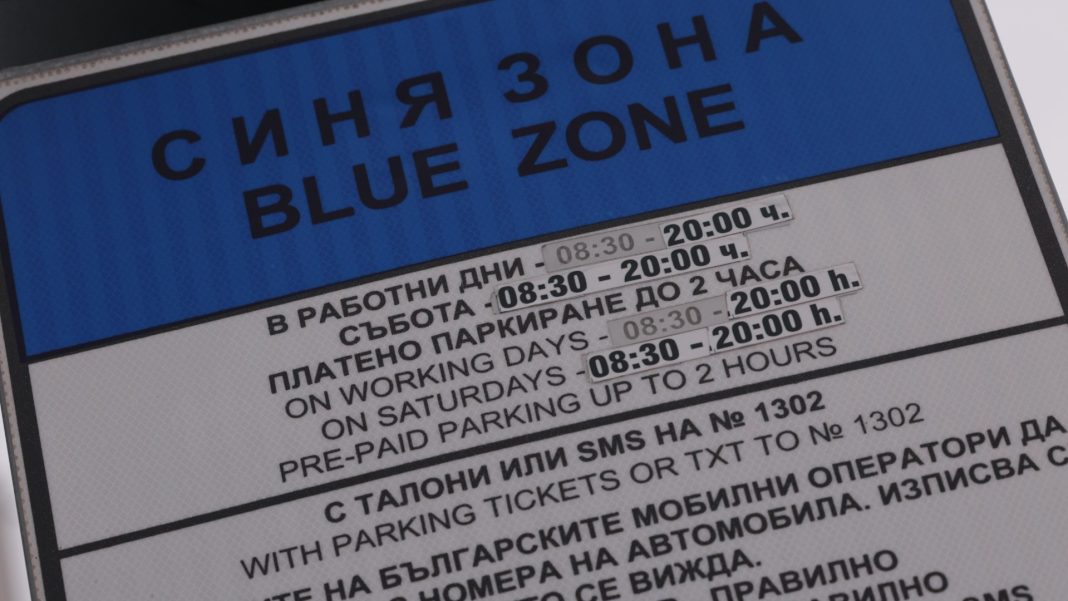 СИНЯ ЗОНА
BLUE ZONE
В РАБОТНИ ДНИ - 08:30 - 20:00 ч.
СЪБОТА - 08:30 - 20:00 ч.
ПЛАТЕНО ПАРКИРАНЕ ДО 2 ЧАСА
ON WORKING DAYS - 08:30 - 20:00 h.
ON SATURDAYS - 08:30 - 20:00 h.
PRE-PAID PARKING UP TO 2 HOURS
С ТАЛОНИ ИЛИ SMS НА № 1302
WITH PARKING TICKETS OR TXT TO № 1302
НА БЪЛГАРСКИТЕ МОБИЛНИ ОПЕРАТОРИ ДА
НОМЕРА НА АВТОМОБИЛА. ИЗПИСВА С
СЕ ВИЖДА.
ПРАВИЛНО
SMS